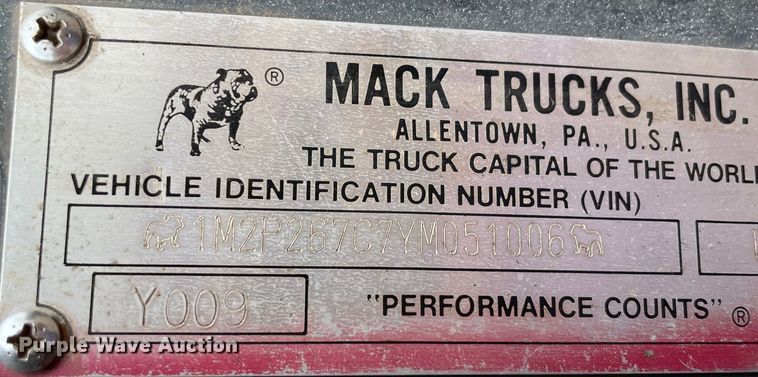 ®
MACK TRUCKS, INC.
ALLENTOWN, PA., U.S.A.
THE TRUCK CAPITAL OF THE WORL
VEHICLE IDENTIFICATION NUMBER (VIN)
1M2P267C7YM051006
Y009
"PERFORMANCE COUNTS"®
Purple Wave Auction